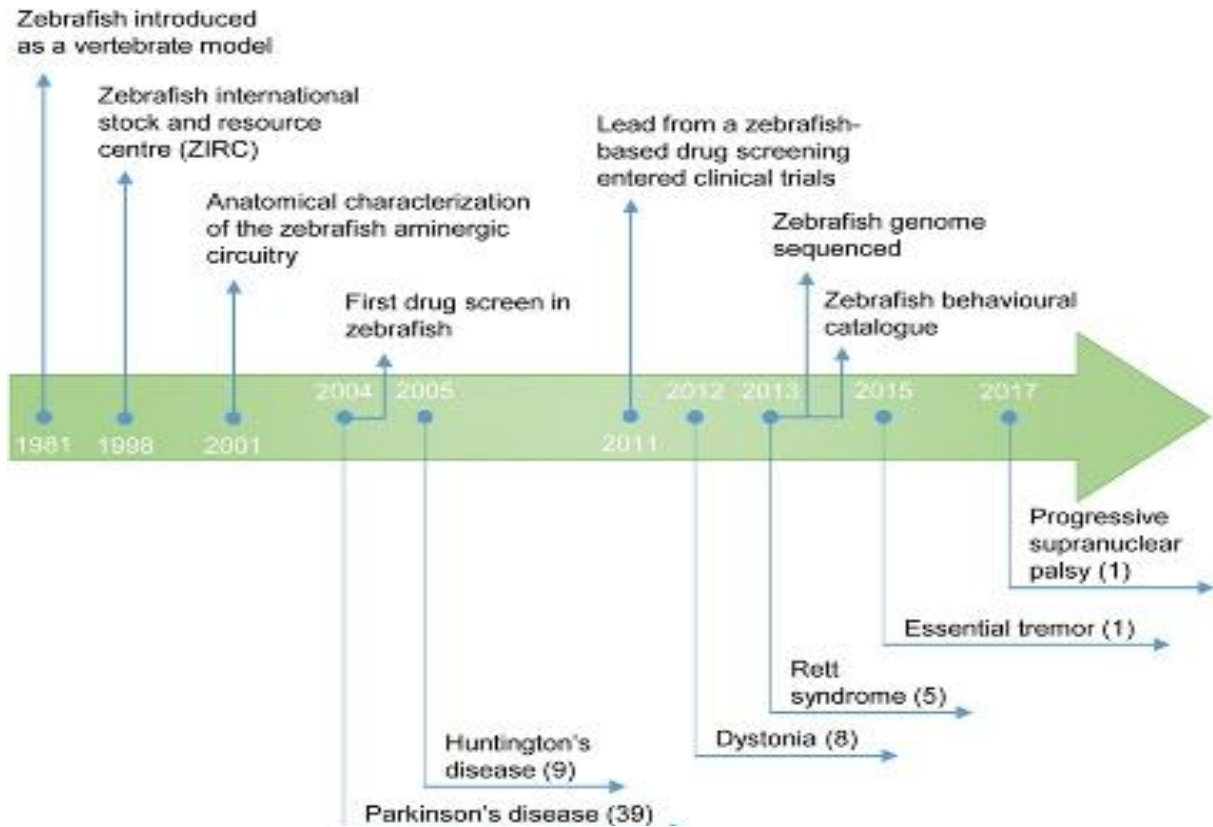 Zebrafish introduced
as a vertebrate model
Zebrafish international
stock and resource
centre (ZIRC)
Anatomical characterization
of the zebrafish aminergic
circuitry
First drug screen in
zebrafish
Lead from a zebrafish-
based drug screening
entered clinical trials
Zebrafish genome
sequenced
Zebrafish behavioural
catalogue
1981
1998
2001
2004
2005
2011
2012
2013
2015
2017
Progressive
supranuclear
palsy (1)
Essential tremor (1)
Rett
syndrome (5)
Dystonia (8)
Huntington's
disease (9)
Parkinson's disease (39)